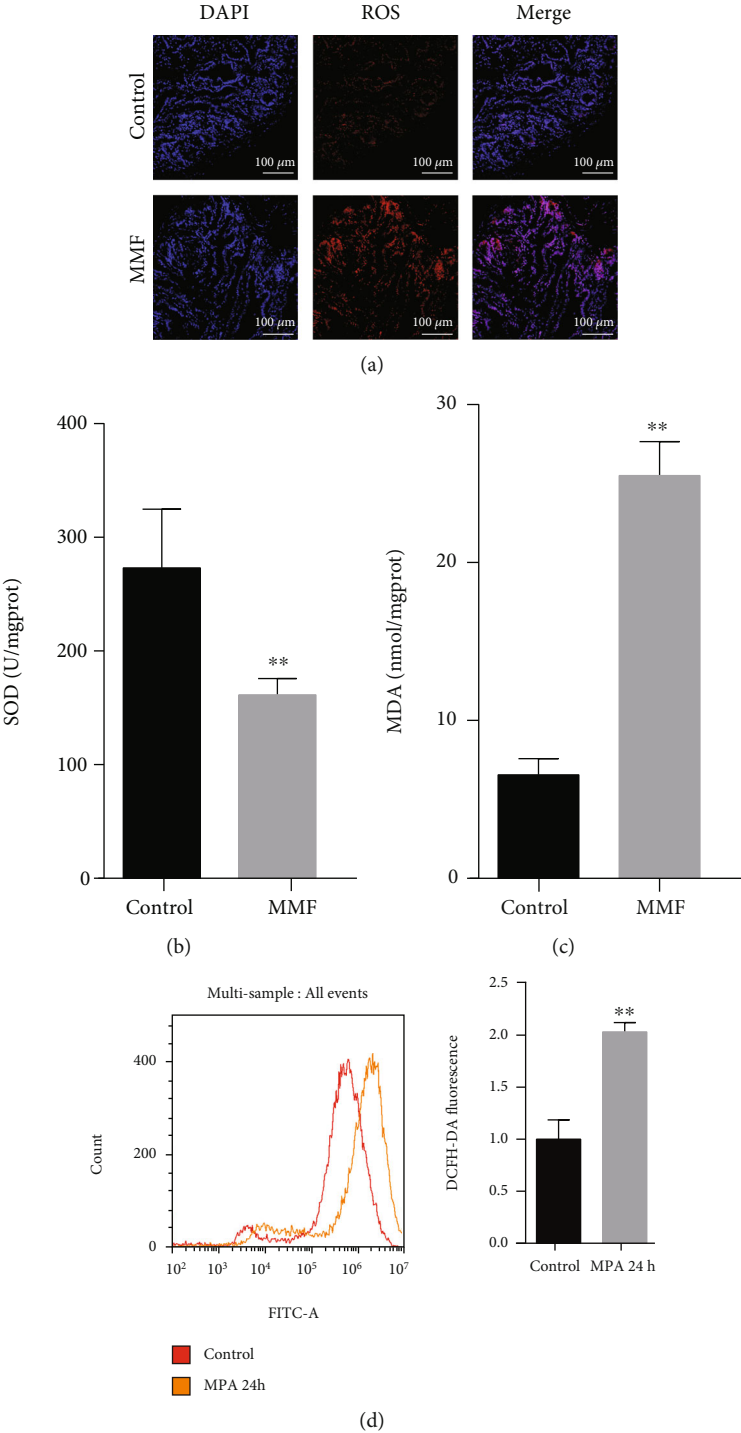 DAPI ROS Merge
Control
100 μm 100 μm 100 μm
MMF
100 μm 100 μm 100 μm
(a)
SOD (U/mgprot)
400
300
200
100
0
**
Control MMF
(b)
MDA (nmol/mgprot)
30
20
10
0
**
Control MMF
(c)
Multi-sample : All events
Count
400
200
0
10² 10³ 10⁴ 10⁵ 10⁶ 10⁷
FITC-A
Control
MPA 24h
DCFH-DA fluorescence
2.5
2.0
1.5
1.0
0.5
0.0
**
Control MPA 24 h
(d)